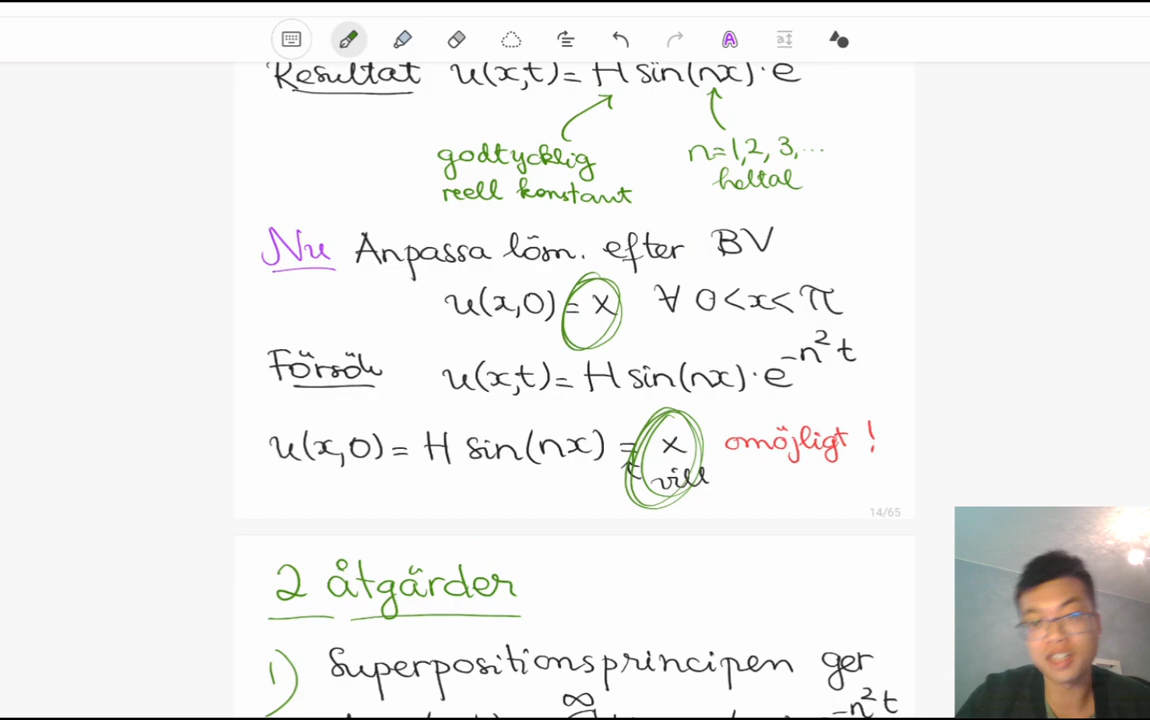 Resultat u(x,t) = H sin(nx)·e
godtycklig
reell konstant
n=1,2, 3,...
heltal
Nu Anpassa lösn. efter BV
u(x,0) = x ∀ 0<x<π
Försök u(x,t) = H sin(nx)·e^{-n²t}
u(x,0) = H sin(nx) = x omöjligt!
vill
14/65
2 åtgärder
1) Superpositionsprincipen ger
∞
-n²t